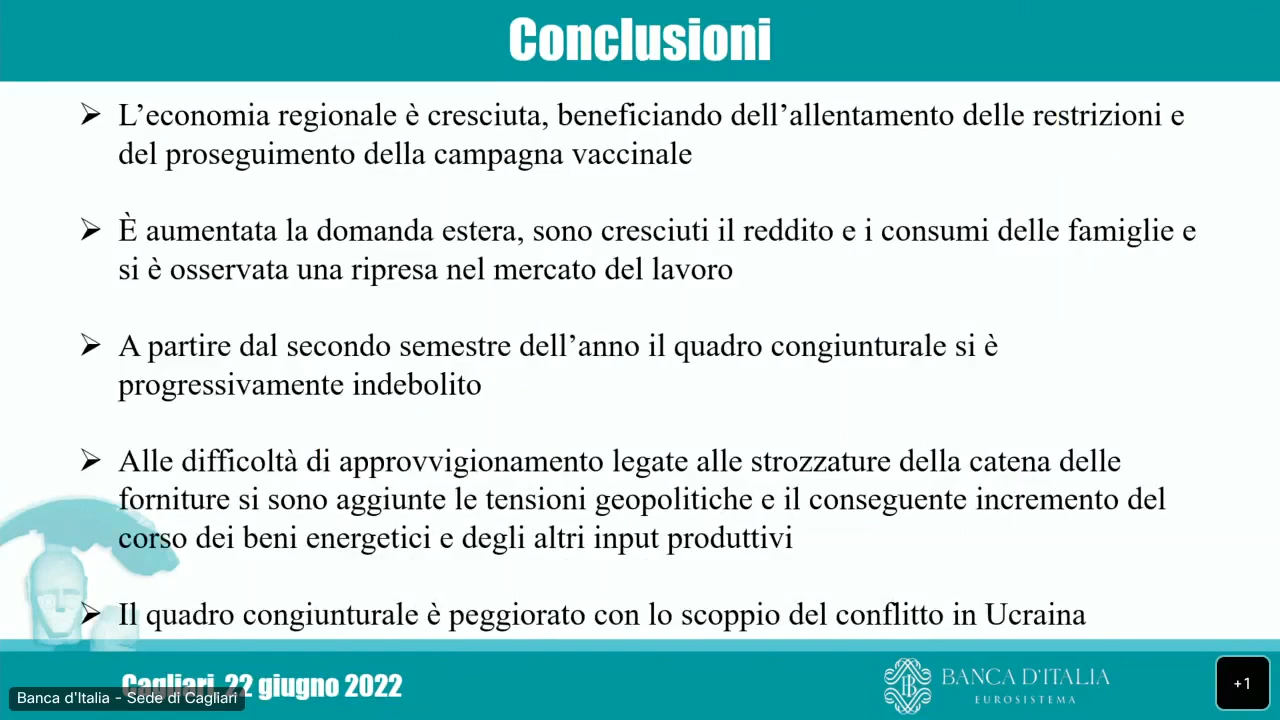 Conclusioni
➢ L’economia regionale è cresciuta, beneficiando dell’allentamento delle restrizioni e
del proseguimento della campagna vaccinale
➢ È aumentata la domanda estera, sono cresciuti il reddito e i consumi delle famiglie e
si è osservata una ripresa nel mercato del lavoro
➢ A partire dal secondo semestre dell’anno il quadro congiunturale si è
progressivamente indebolito
➢ Alle difficoltà di approvvigionamento legate alle strozzature della catena delle
forniture si sono aggiunte le tensioni geopolitiche e il conseguente incremento del
corso dei beni energetici e degli altri input produttivi
➢ Il quadro congiunturale è peggiorato con lo scoppio del conflitto in Ucraina
Cagliari, 22 giugno 2022
Banca d'Italia - Sede di Cagliari
BANCA D'ITALIA
EUROSISTEMA
+1